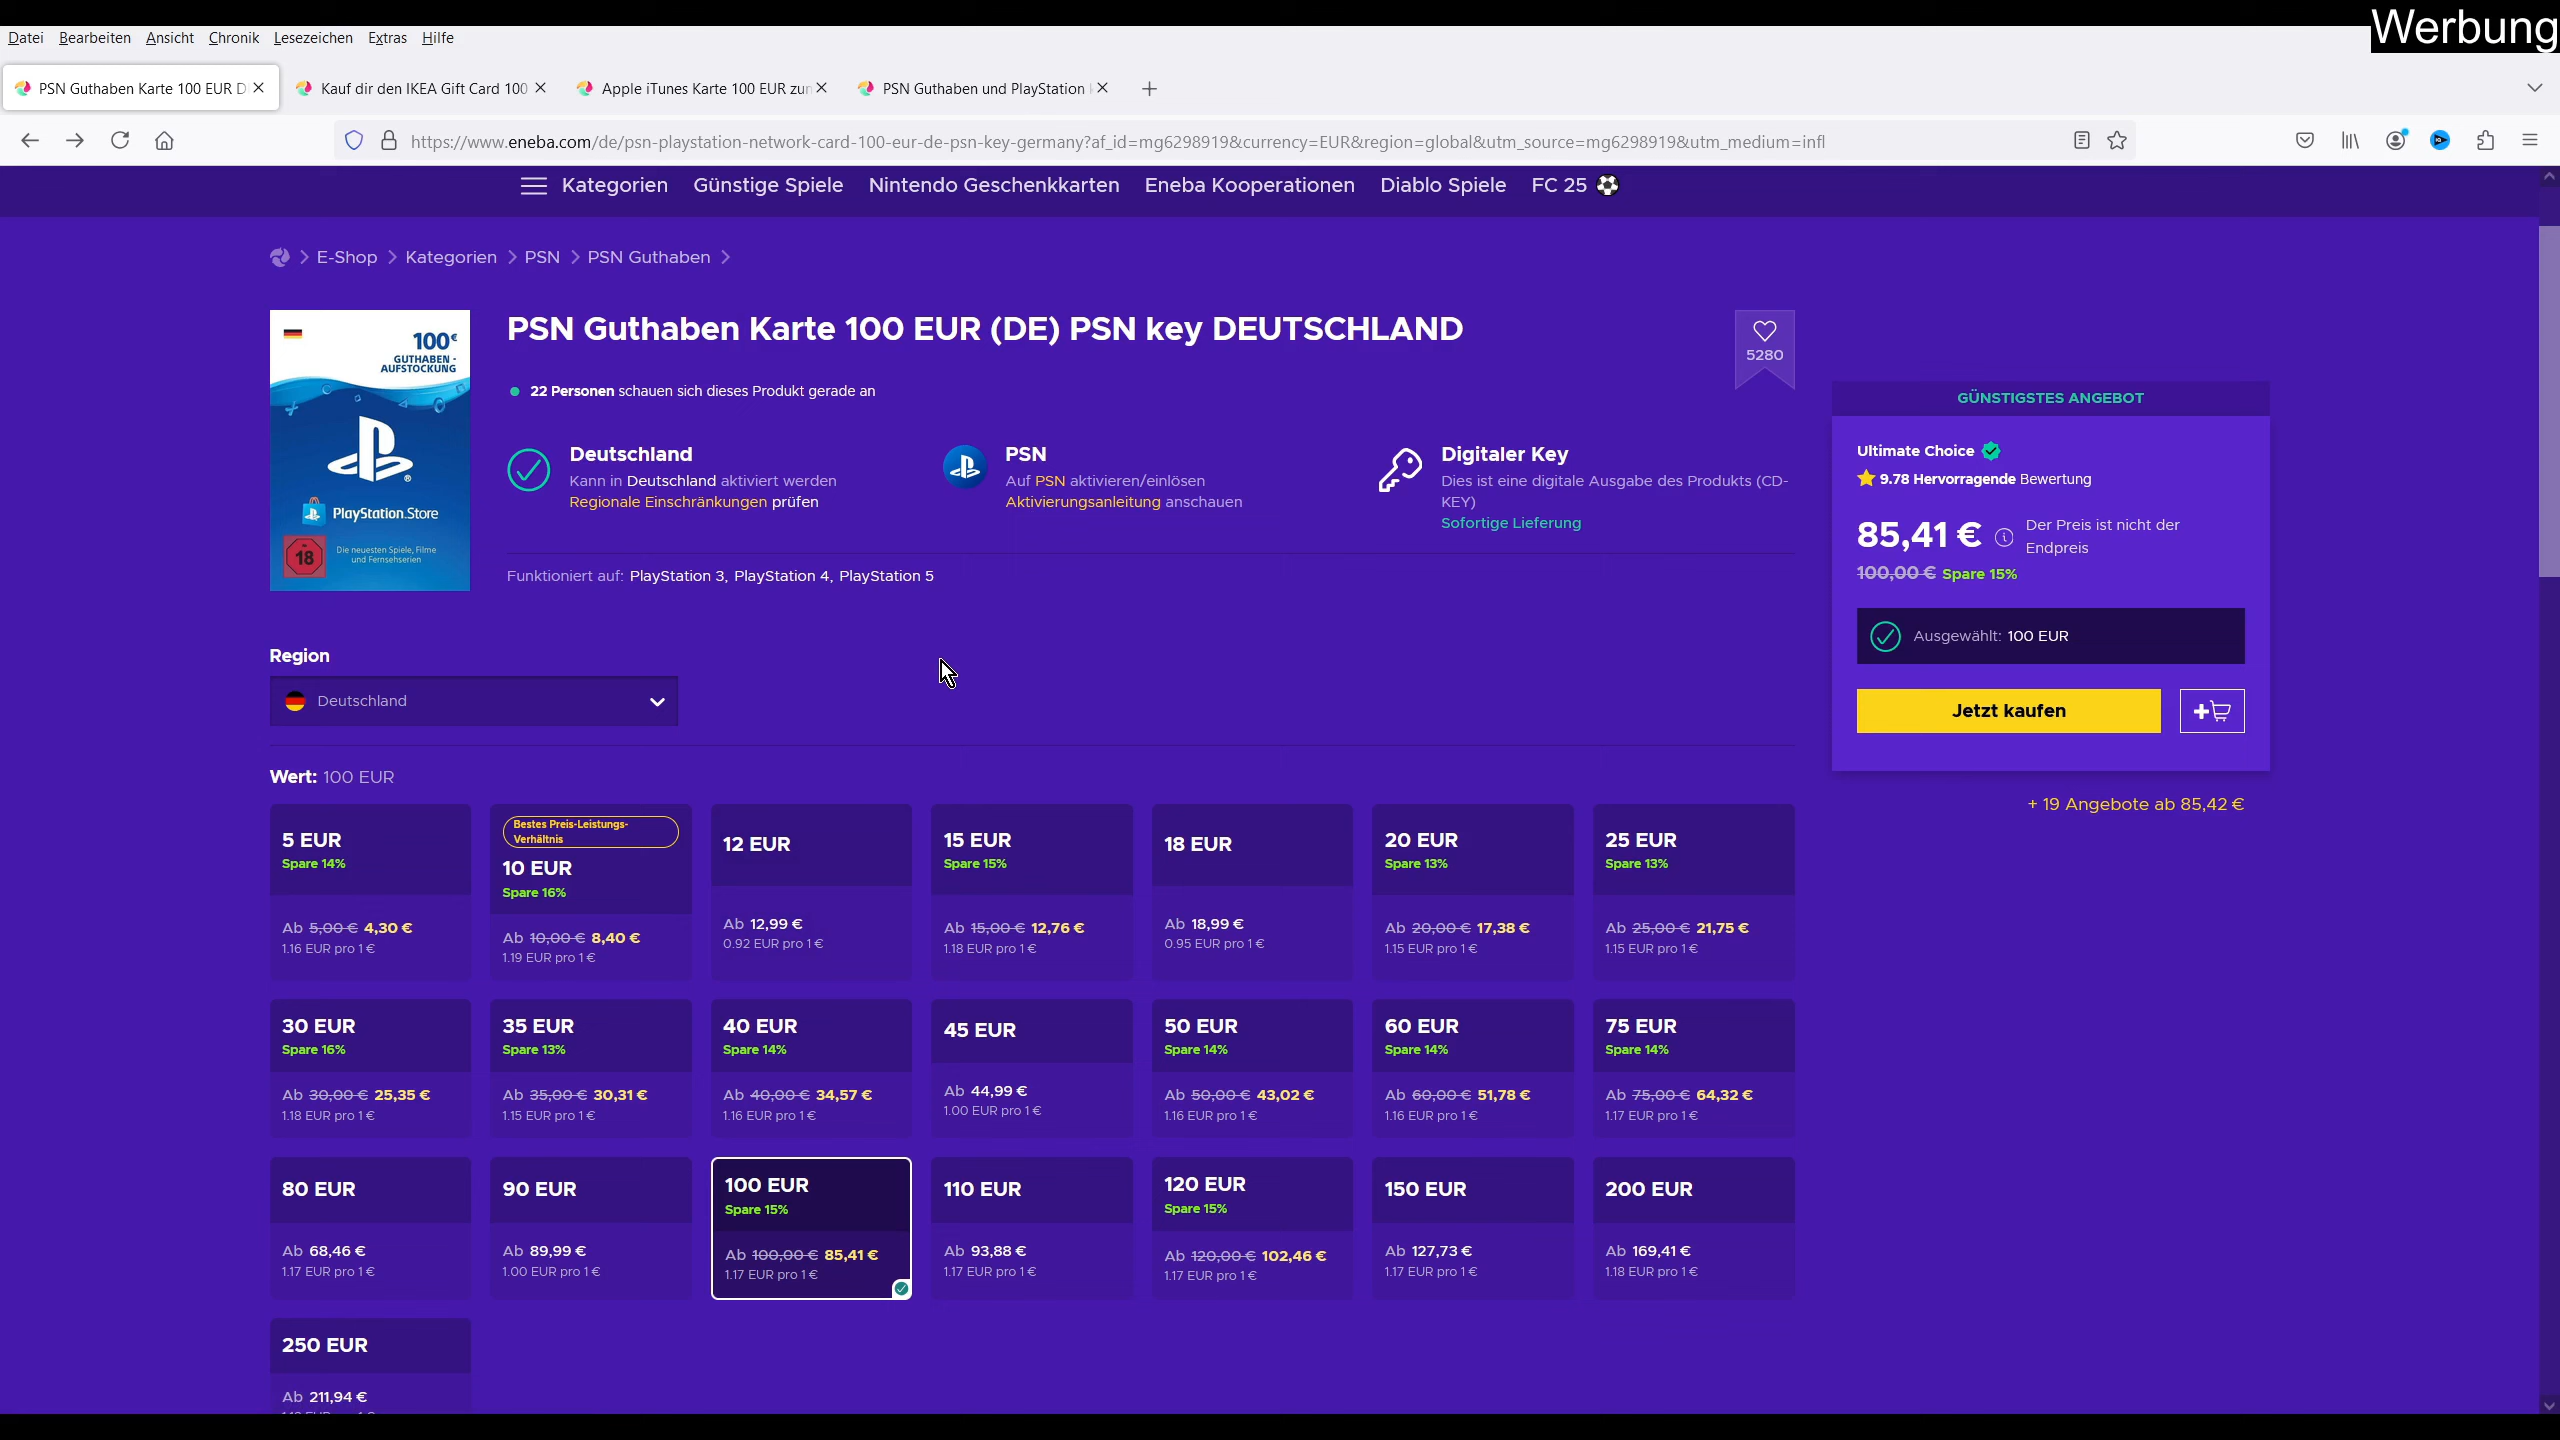 Werbung
Datei Bearbeiten Ansicht Chronik Lesezeichen Extras Hilfe
PSN Guthaben Karte 100 EUR D Kauf dir den IKEA Gift Card 100 Apple iTunes Karte 100 EUR zum PSN Guthaben und PlayStation
https://www.eneba.com/de/psn-playstation-network-card-100-eur-de-psn-key-germany?af_id=mg6298919&currency=EUR&region=global&utm_source=mg6298919&utm_medium=infl
Kategorien Günstige Spiele Nintendo Geschenkkarten Eneba Kooperationen Diablo Spiele FC 25
E-Shop Kategorien PSN PSN Guthaben
100€
GUTHABEN -
AUFSTOCKUNG
PlayStation.Store
18
Die neuesten Spiele, Filme
und Fernsehserien
PSN Guthaben Karte 100 EUR (DE) PSN key DEUTSCHLAND
5280
22 Personen schauen sich dieses Produkt gerade an
Deutschland
Kann in Deutschland aktiviert werden
Regionale Einschränkungen prüfen
PSN
Auf PSN aktivieren/einlösen
Aktivierungsanleitung anschauen
Digitaler Key
Dies ist eine digitale Ausgabe des Produkts (CD-
KEY)
Sofortige Lieferung
Funktioniert auf: PlayStation 3, PlayStation 4, PlayStation 5
GÜNSTIGSTES ANGEBOT
Ultimate Choice
9.78 Hervorragende Bewertung
85,41 €
Der Preis ist nicht der
Endpreis
100,00 € Spare 15%
Ausgewählt: 100 EUR
Jetzt kaufen
+ 19 Angebote ab 85,42 €
Region
Deutschland
Wert: 100 EUR
5 EUR
Spare 14%
Ab 5,00 € 4,30 €
1.16 EUR pro 1 €
Bestes Preis-Leistungs-
Verhältnis
10 EUR
Spare 16%
Ab 10,00 € 8,40 €
1.19 EUR pro 1 €
12 EUR
Ab 12,99 €
0.92 EUR pro 1 €
15 EUR
Spare 15%
Ab 15,00 € 12,76 €
1.18 EUR pro 1 €
18 EUR
Ab 18,99 €
0.95 EUR pro 1 €
20 EUR
Spare 13%
Ab 20,00 € 17,38 €
1.15 EUR pro 1 €
25 EUR
Spare 13%
Ab 25,00 € 21,75 €
1.15 EUR pro 1 €
30 EUR
Spare 16%
Ab 30,00 € 25,35 €
1.18 EUR pro 1 €
35 EUR
Spare 13%
Ab 35,00 € 30,31 €
1.15 EUR pro 1 €
40 EUR
Spare 14%
Ab 40,00 € 34,57 €
1.16 EUR pro 1 €
45 EUR
Ab 44,99 €
1.00 EUR pro 1 €
50 EUR
Spare 14%
Ab 50,00 € 43,02 €
1.16 EUR pro 1 €
60 EUR
Spare 14%
Ab 60,00 € 51,78 €
1.16 EUR pro 1 €
75 EUR
Spare 14%
Ab 75,00 € 64,32 €
1.17 EUR pro 1 €
80 EUR
Ab 68,46 €
1.17 EUR pro 1 €
90 EUR
Ab 89,99 €
1.00 EUR pro 1 €
100 EUR
Spare 15%
Ab 100,00 € 85,41 €
1.17 EUR pro 1 €
110 EUR
Ab 93,88 €
1.17 EUR pro 1 €
120 EUR
Spare 15%
Ab 120,00 € 102,46 €
1.17 EUR pro 1 €
150 EUR
Ab 127,73 €
1.17 EUR pro 1 €
200 EUR
Ab 169,41 €
1.18 EUR pro 1 €
250 EUR
Ab 211,94 €